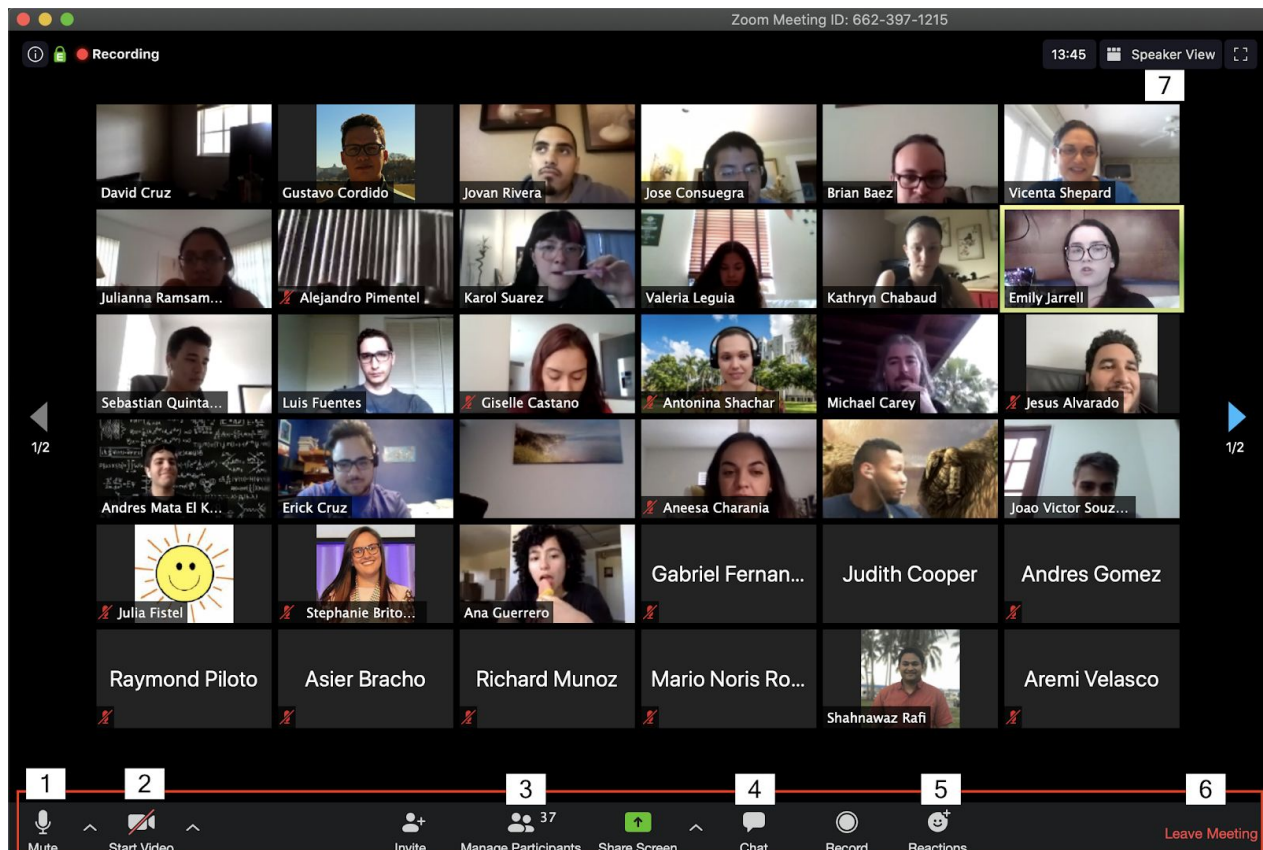 Zoom Meeting ID: 662-397-1215
Recording
13:45
Speaker View
7
David Cruz
Gustavo Cordido
Jovan Rivera
Jose Consuegra
Brian Baez
Vicenta Shepard
Julianna Ramsam...
Alejandro Pimentel
Karol Suarez
Valeria Leguia
Kathryn Chabaud
Emily Jarrell
Sebastian Quinta...
Luis Fuentes
Giselle Castano
Antonina Shachar
Michael Carey
Jesus Alvarado
1/2
1/2
Andres Mata El K...
Erick Cruz
Aneesa Charania
Joao Victor Souz...
Julia Fistel
Stephanie Brito...
Ana Guerrero
Gabriel Fernan...
Judith Cooper
Andres Gomez
Raymond Piloto
Asier Bracho
Richard Munoz
Mario Noris Ro...
Shahnawaz Rafi
Aremi Velasco
1
2
3
4
5
6
37
Mute
Start Video
Invite
Manage Participants
Share Screen
Chat
Record
Reactions
Leave Meeting